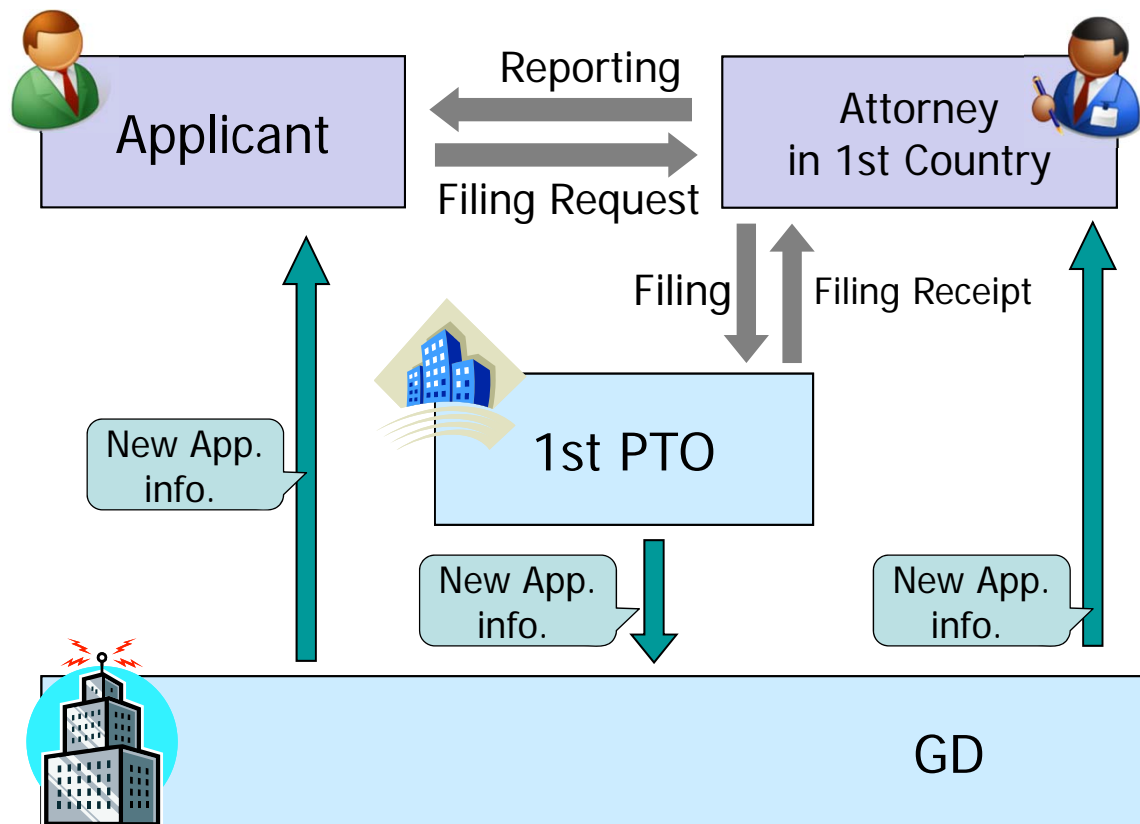 Reporting
Applicant
Attorney
in 1st Country
Filing Request
Filing
Filing Receipt
1st PTO
New App.
info.
New App.
info.
New App.
info.
GD